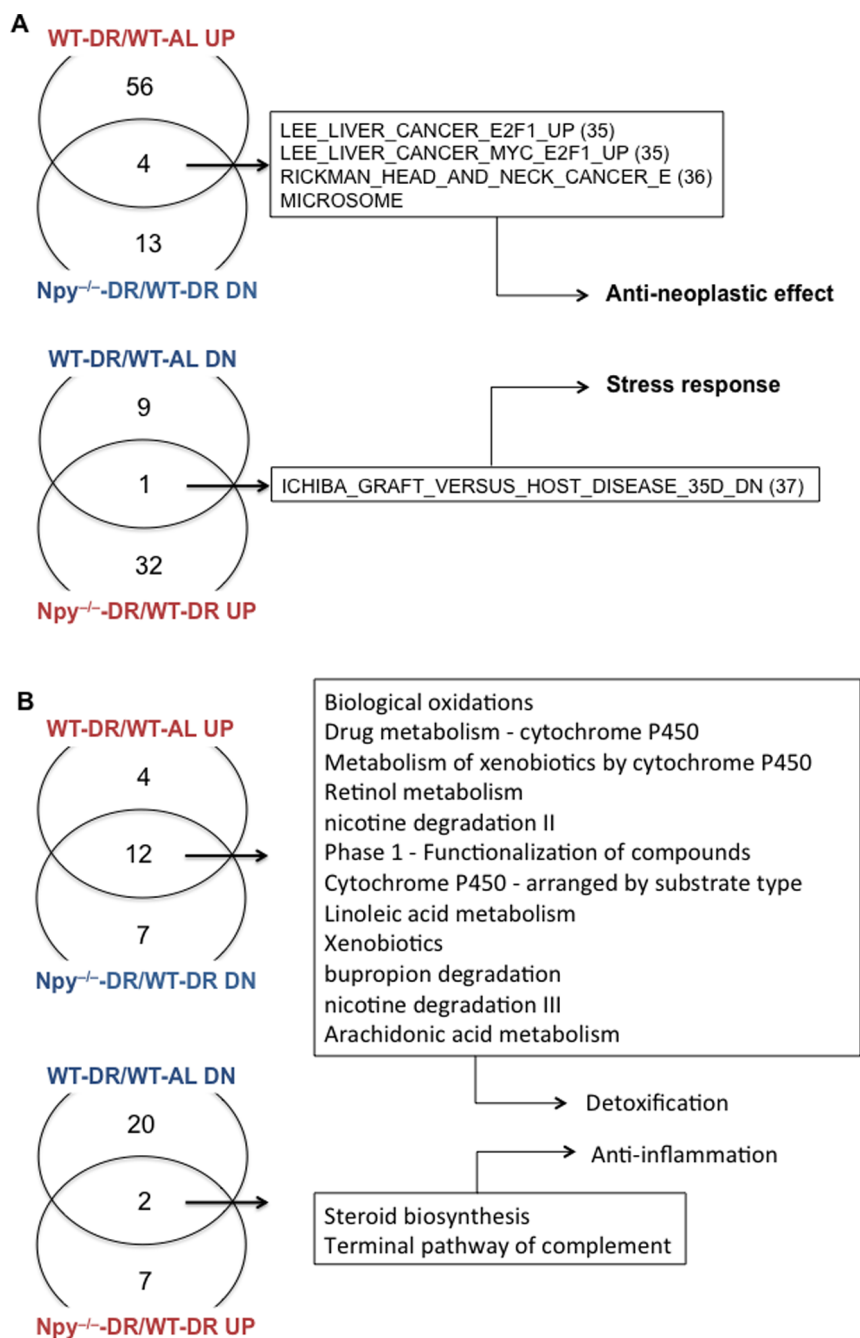 A
WT-DR/WT-AL UP
56
4
13
Npy–/–-DR/WT-DR DN
LEE_LIVER_CANCER_E2F1_UP (35)
LEE_LIVER_CANCER_MYC_E2F1_UP (35)
RICKMAN_HEAD_AND_NECK_CANCER_E (36)
MICROSOME
Anti-neoplastic effect
WT-DR/WT-AL DN
9
1
32
Npy–/–-DR/WT-DR UP
Stress response
ICHIBA_GRAFT_VERSUS_HOST_DISEASE_35D_DN (37)
B
WT-DR/WT-AL UP
4
12
7
Npy–/–-DR/WT-DR DN
Biological oxidations
Drug metabolism - cytochrome P450
Metabolism of xenobiotics by cytochrome P450
Retinol metabolism
nicotine degradation II
Phase 1 - Functionalization of compounds
Cytochrome P450 - arranged by substrate type
Linoleic acid metabolism
Xenobiotics
bupropion degradation
nicotine degradation III
Arachidonic acid metabolism
Detoxification
WT-DR/WT-AL DN
20
2
7
Npy–/–-DR/WT-DR UP
Anti-inflammation
Steroid biosynthesis
Terminal pathway of complement